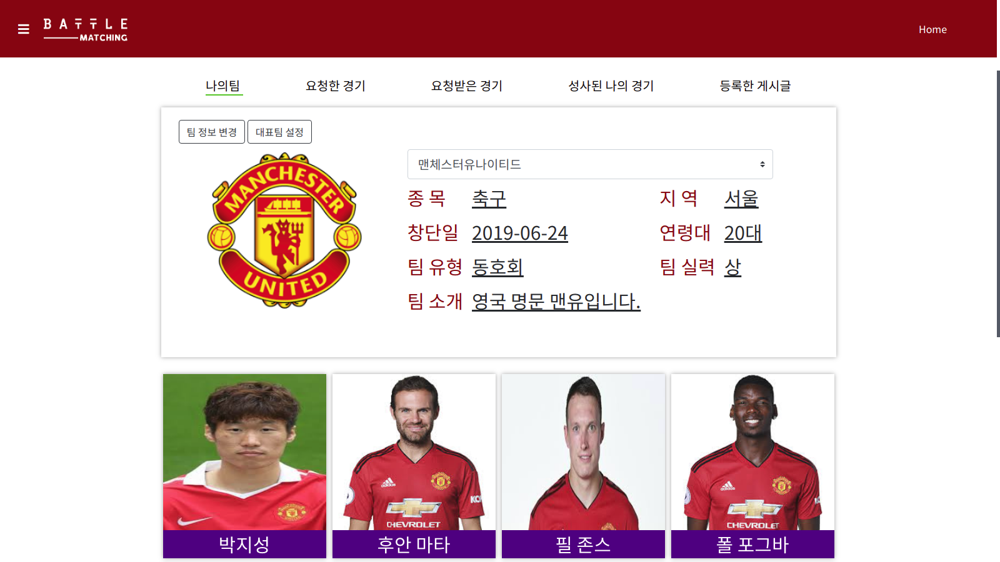 BATTLE
MATCHING
Home
나의팀
요청한 경기
요청받은 경기
성사된 나의 경기
등록한 게시글
팀 정보 변경
대표팀 설정
MANCHESTER
UNITED
맨체스터유나이티드
종 목 축구 지 역 서울
창단일 2019-06-24 연령대 20대
팀 유형 동호회 팀 실력 상
팀 소개 영국 명문 맨유입니다.
adidas
CHEVROLET
adidas
CHEVROLET
박지성
후안 마타
필 존스
폴 포그바